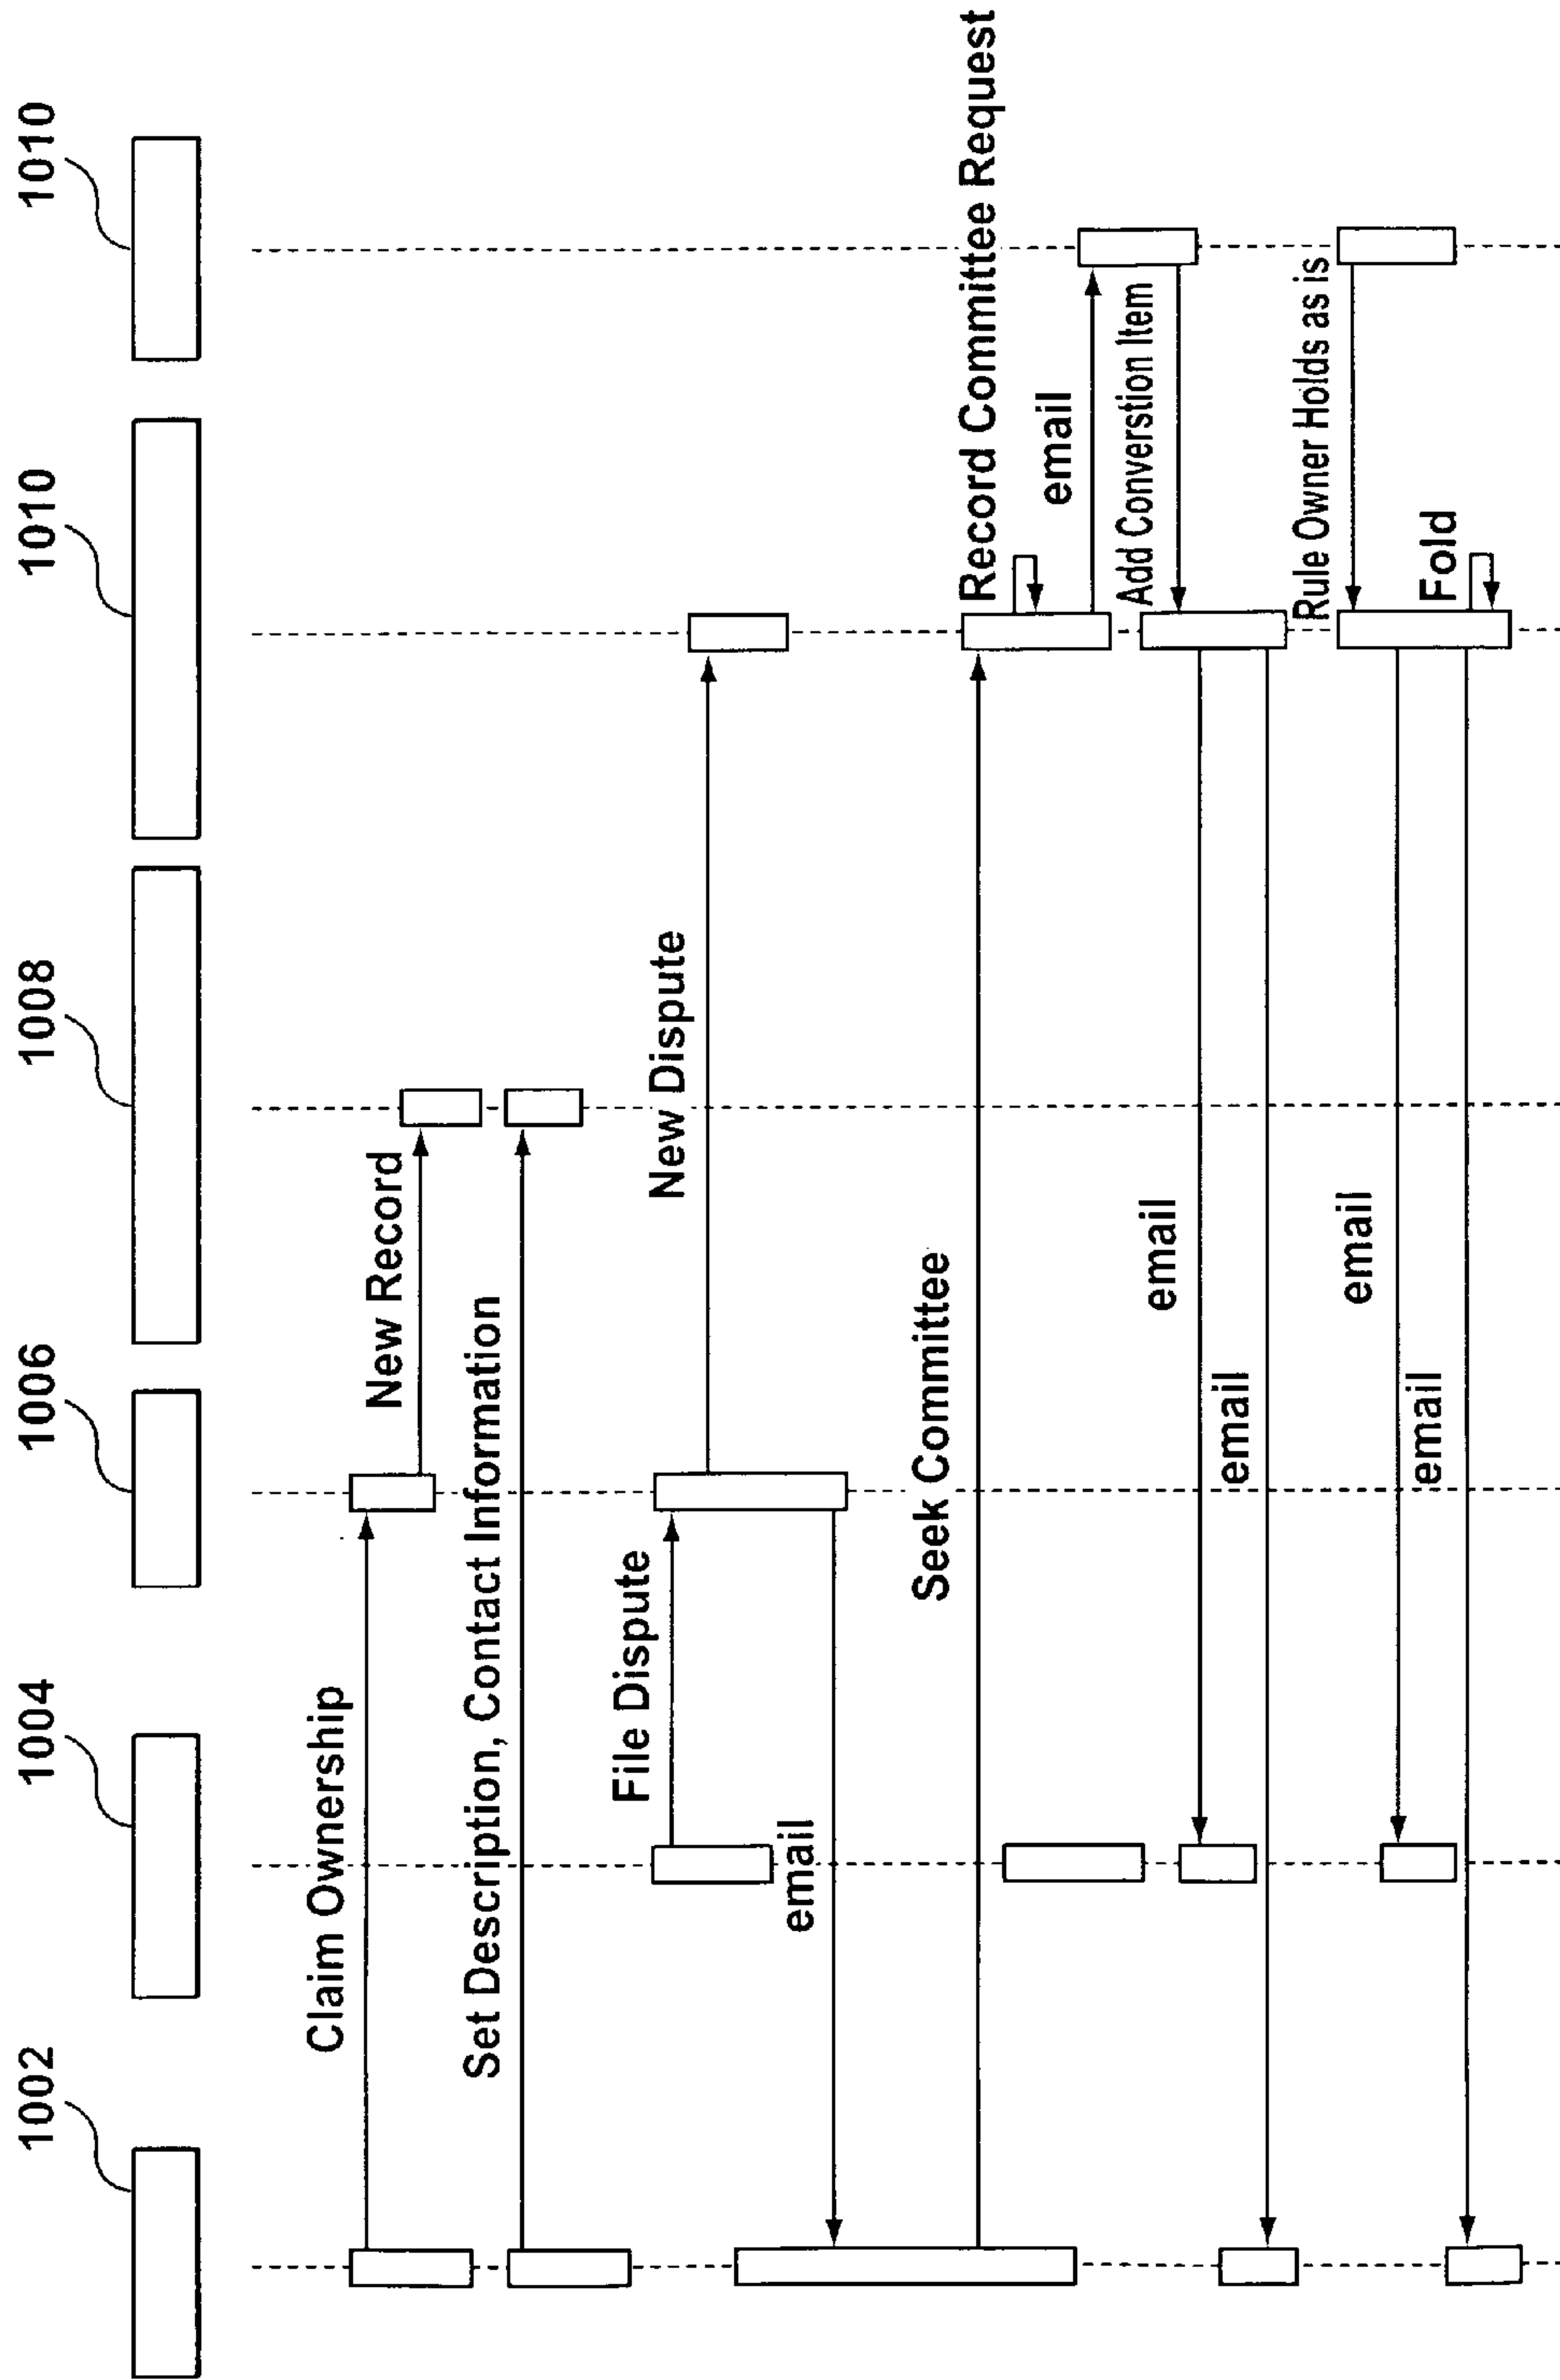 1002
1004
1006
1008
1010
1010
Claim Ownership
New Record
Set Description, Contact Information
File Dispute
New Dispute
email
Seek Committee
Record Committee Request
email
Add Converstion Item
email
email
Rule Owner Holds as is
email
email
Fold